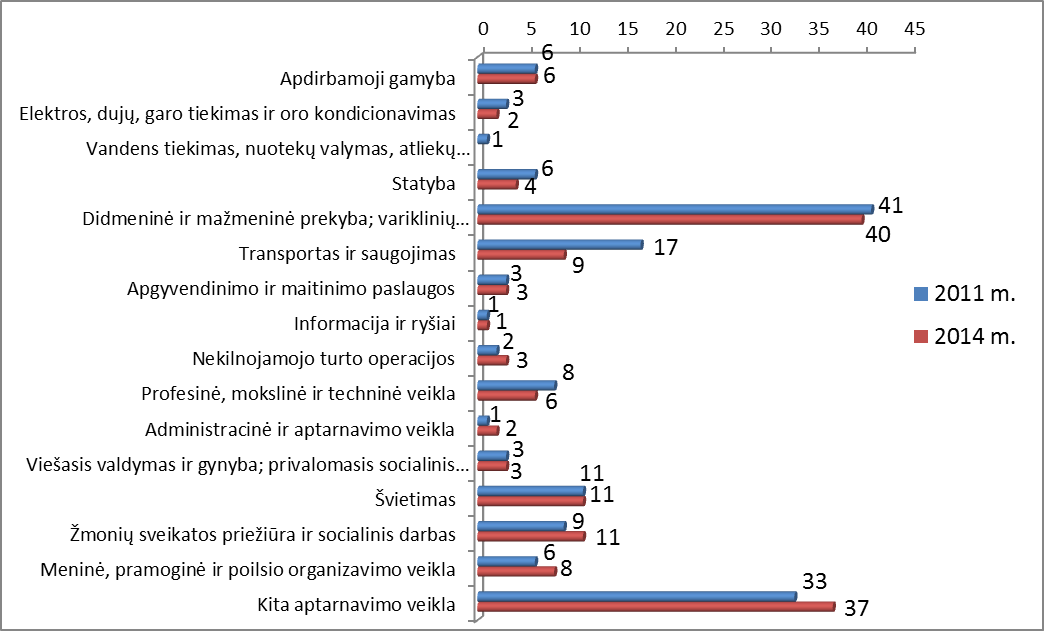 0 5 10 15 20 25 30 35 40 45
Apdirbamoji gamyba 6 6
Elektros, dujų, garo tiekimas ir oro kondicionavimas 3 2
Vandens tiekimas, nuotekų valymas, atliekų... 1
Statyba 6 4
Didmeninė ir mažmeninė prekyba; variklinių... 41 40
Transportas ir saugojimas 17 9
Apgyvendinimo ir maitinimo paslaugos 3 3
Informacija ir ryšiai 1 1
Nekilnojamojo turto operacijos 2 3
Profesinė, mokslinė ir techninė veikla 8 6
Administracinė ir aptarnavimo veikla 1 2
Viešasis valdymas ir gynyba; privalomasis socialinis... 3 3
Švietimas 11 11
Žmonių sveikatos priežiūra ir socialinis darbas 9 11
Meninė, pramoginė ir poilsio organizavimo veikla 6 8
Kita aptarnavimo veikla 33 37
2011 m.
2014 m.